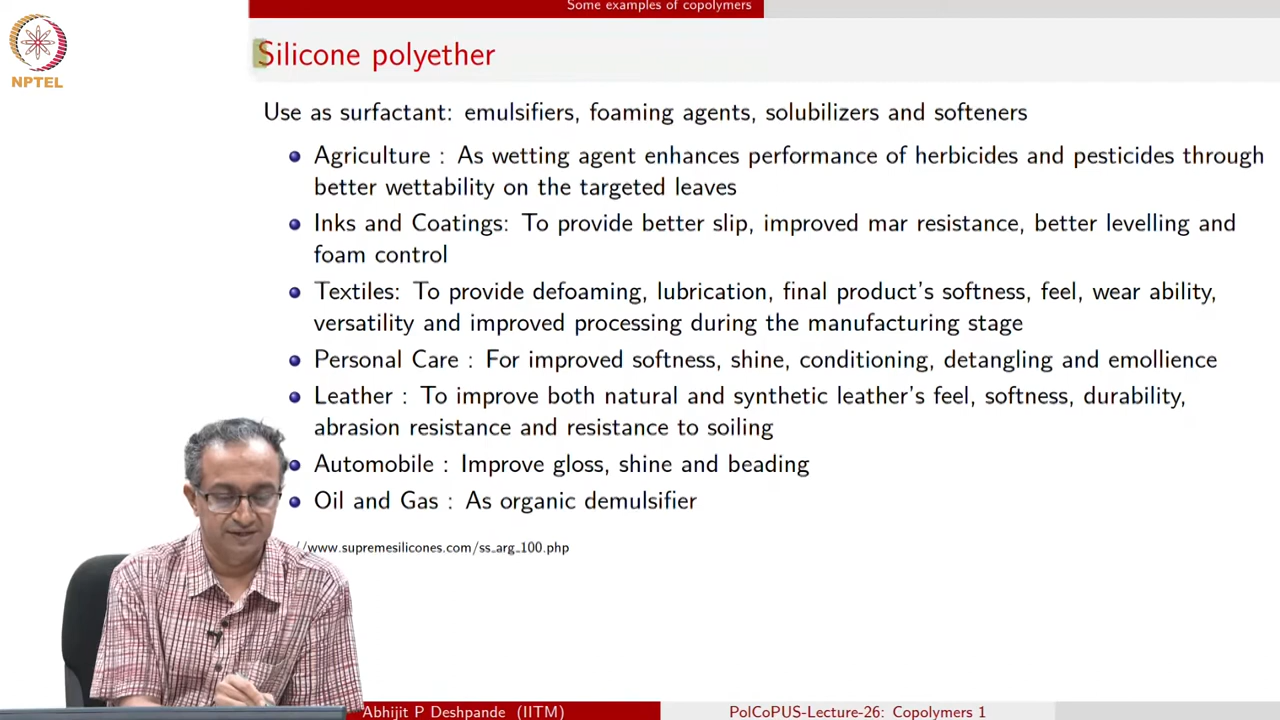 Some examples of copolymers
NPTEL
Silicone polyether
Use as surfactant: emulsifiers, foaming agents, solubilizers and softeners
Agriculture : As wetting agent enhances performance of herbicides and pesticides through
better wettability on the targeted leaves
Inks and Coatings: To provide better slip, improved mar resistance, better levelling and
foam control
Textiles: To provide defoaming, lubrication, final product's softness, feel, wear ability,
versatility and improved processing during the manufacturing stage
Personal Care : For improved softness, shine, conditioning, detangling and emollience
Leather : To improve both natural and synthetic leather's feel, softness, durability,
abrasion resistance and resistance to soiling
Automobile : Improve gloss, shine and beading
Oil and Gas : As organic demulsifier
//www.supremesilicones.com/ss_arg_100.php
Abhijit P Deshpande (IITM)
PolCoPUS-Lecture-26: Copolymers 1